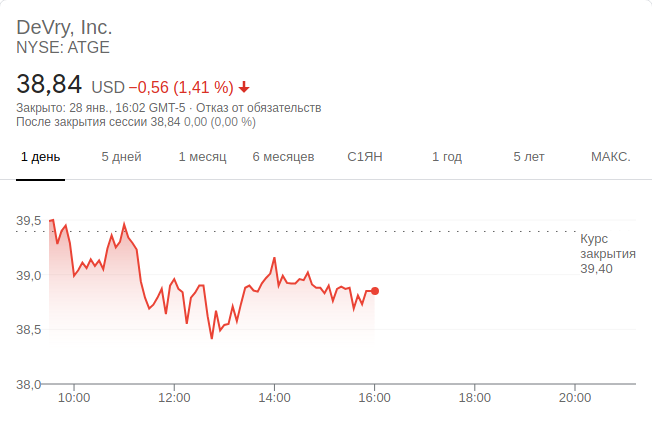 DeVry, Inc.
NYSE: ATGE
38,84 USD −0,56 (1,41 %)
Закрыто: 28 янв., 16:02 GMT-5 · Отказ от обязательств
После закрытия сессии 38,84 0,00 (0,00 %)
1 день 5 дней 1 месяц 6 месяцев С1ЯН 1 год 5 лет МАКС.
39,5
Курс
закрытия
39,40
39,0
38,5
38,0
10:00 12:00 14:00 16:00 18:00 20:00